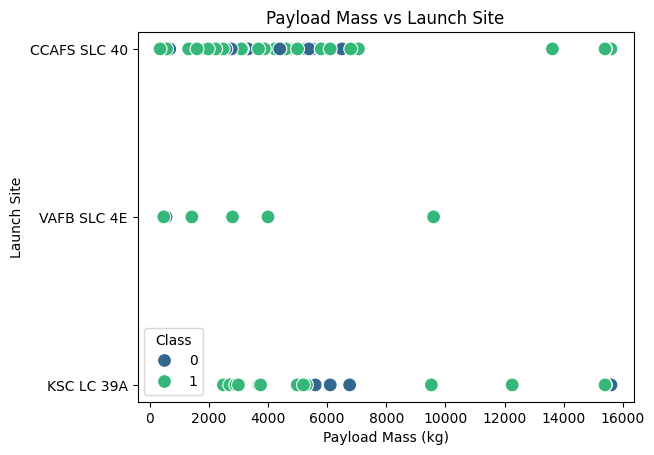 Payload Mass vs Launch Site
CCAFS SLC 40
VAFB SLC 4E
KSC LC 39A
Launch Site
Class
0
1
0 2000 4000 6000 8000 10000 12000 14000 16000
Payload Mass (kg)